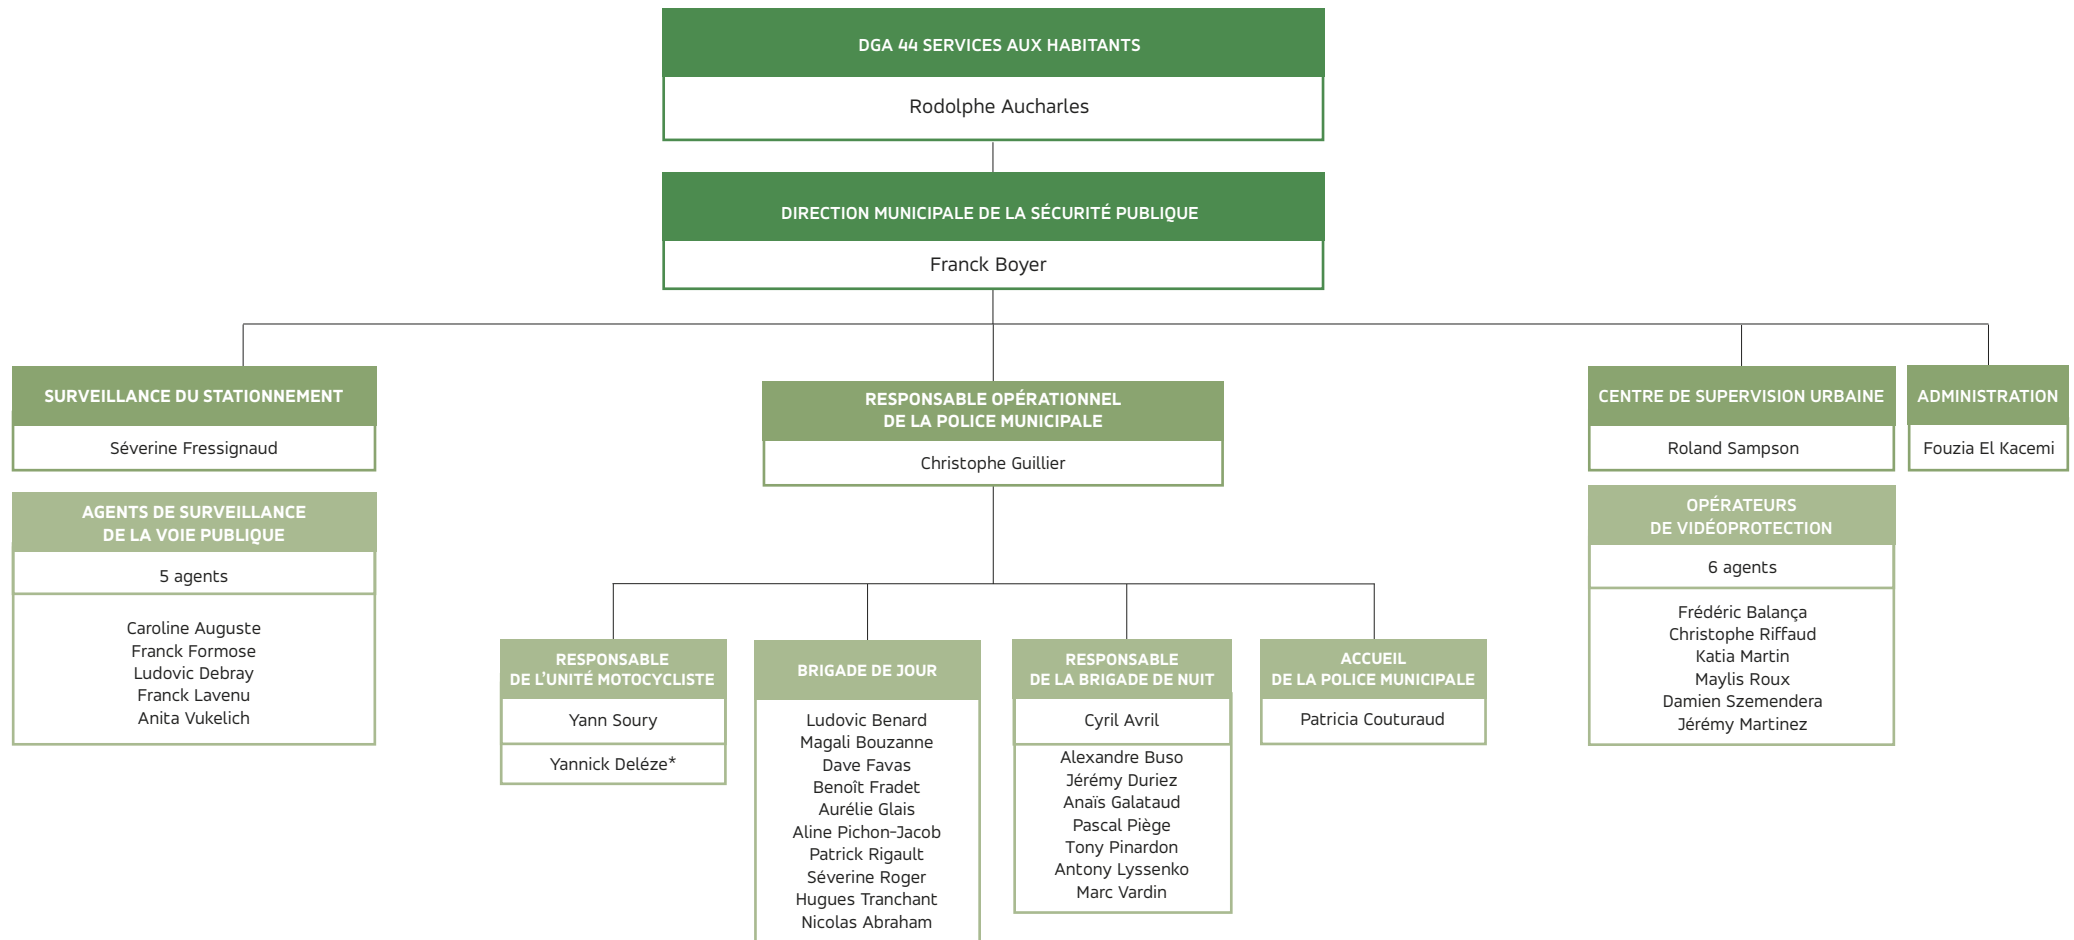 DGA 44 SERVICES AUX HABITANTS
Rodolphe Aucharles
DIRECTION MUNICIPALE DE LA SÉCURITÉ PUBLIQUE
Franck Boyer
SURVEILLANCE DU STATIONNEMENT
Séverine Fressignaud
AGENTS DE SURVEILLANCE
DE LA VOIE PUBLIQUE
5 agents
Caroline Auguste
Franck Formose
Ludovic Debray
Franck Lavenu
Anita Vukelich
RESPONSABLE OPÉRATIONNEL
DE LA POLICE MUNICIPALE
Christophe Guillier
RESPONSABLE
DE L'UNITÉ MOTOCYCLISTE
Yann Soury
Yannick Deléze*
BRIGADE DE JOUR
Ludovic Benard
Magali Bouzanne
Dave Favas
Benoît Fradet
Aurélie Glais
Aline Pichon-Jacob
Patrick Rigault
Séverine Roger
Hugues Tranchant
Nicolas Abraham
RESPONSABLE
DE LA BRIGADE DE NUIT
Cyril Avril
Alexandre Buso
Jérémy Duriez
Anaïs Galataud
Pascal Piège
Tony Pinardon
Antony Lyssenko
Marc Vardin
ACCUEIL
DE LA POLICE MUNICIPALE
Patricia Couturaud
CENTRE DE SUPERVISION URBAINE
Roland Sampson
OPÉRATEURS
DE VIDÉOPROTECTION
6 agents
Frédéric Balança
Christophe Riffaud
Katia Martin
Maylis Roux
Damien Szemendera
Jérémy Martinez
ADMINISTRATION
Fouzia El Kacemi